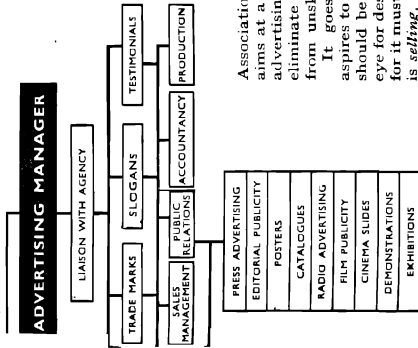 ADVERTISING MANAGER
LIAISON WITH AGENCY
TRADE MARKS
SLOGANS
TESTIMONIALS
SALES
MANAGEMENT
PUBLIC
RELATIONS
ACCOUNTANCY
PRODUCTION
PRESS ADVERTISING
EDITORIAL PUBLICITY
POSTERS
CATALOGUES
RADIO ADVERTISING
FILM PUBLICITY
CINEMA SLIDES
DEMONSTRATIONS
EXHIBITIONS
Association
aims at a
advertising
eliminate
from unsk
It goes
aspires to
should be
eye for des
for it must
is selling.